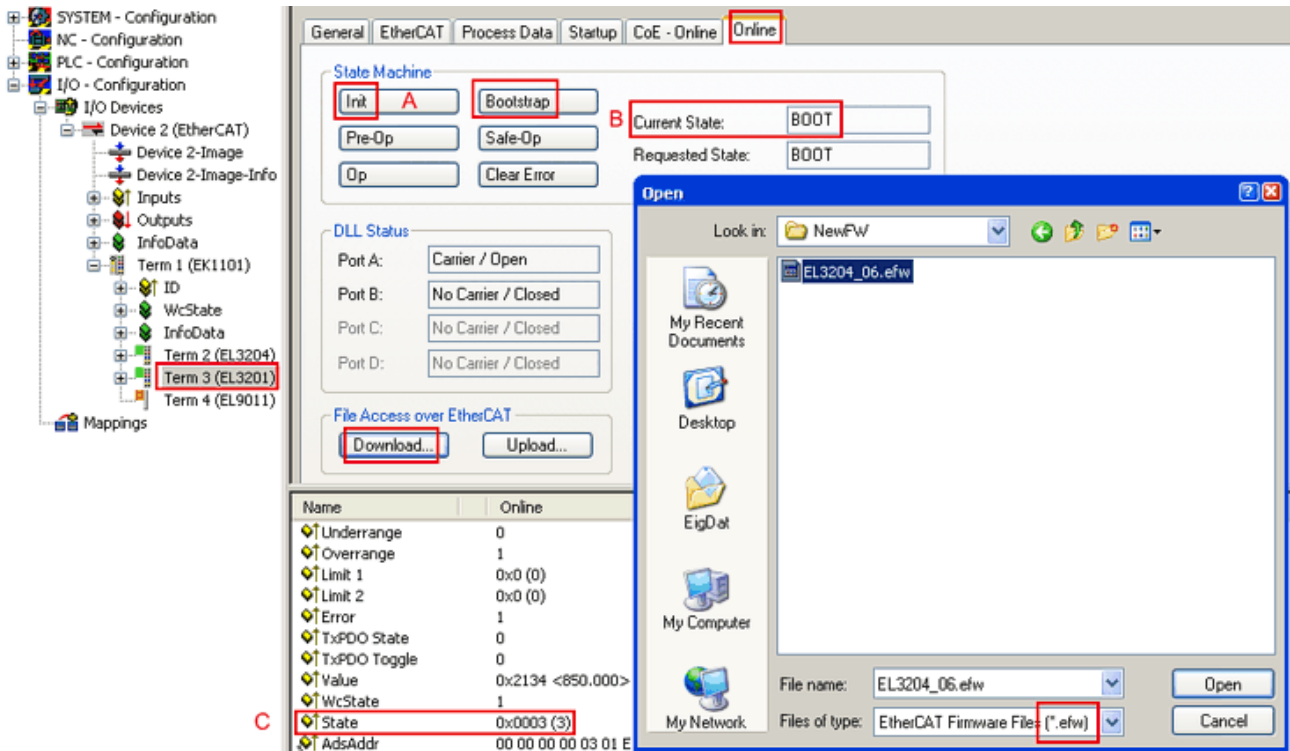 SYSTEM - Configuration
NC - Configuration
PLC - Configuration
I/O - Configuration
I/O Devices
Device 2 (EtherCAT)
Device 2-Image
Device 2-Image-Info
Inputs
Outputs
InfoData
Term 1 (EK1101)
ID
WcState
InfoData
Term 2 (EL3204)
Term 3 (EL3201)
Term 4 (EL9011)
Mappings
General EtherCAT Process Data Startup CoE - Online Online
State Machine
Init A Bootstrap
Pre-Op Safe-Op
Op Clear Error
B Current State: BOOT
Requested State: BOOT
DLL Status
Port A: Carrier / Open
Port B: No Carrier / Closed
Port C: No Carrier / Closed
Port D: No Carrier / Closed
File Access over EtherCAT
Download... Upload...
Name Online
Underrange 0
Overrange 1
Limit 1 0x0 (0)
Limit 2 0x0 (0)
Error 1
TxPDO State 0
TxPDO Toggle 0
Value 0x2134 <850.000>
WcState 1
C State 0x0003 (3)
AdsAddr 00 00 00 00 03 01 E
Open
Look in: NewFW
EL3204_06.efw
My Recent
Documents
Desktop
EigDat
My Computer
My Network
File name: EL3204_06.efw Open
Files of type: EtherCAT Firmware Files (*.efw) Cancel